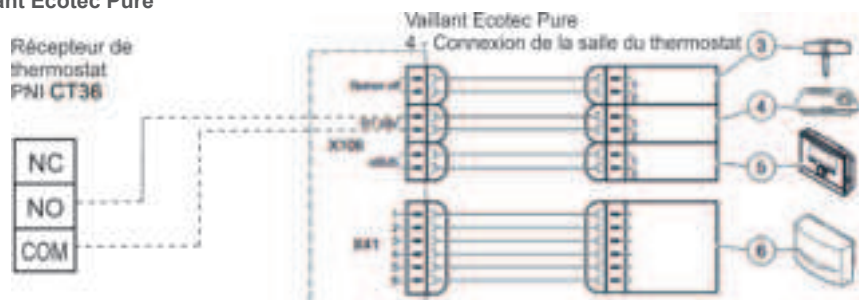 ant Ecotec Pure
Vaillant Ecotec Pure
4 - Connexion de la salle du thermostat
Récepteur de
thermostat
PNI CT36
NC
NO
COM
X106
X41
3
4
5
6